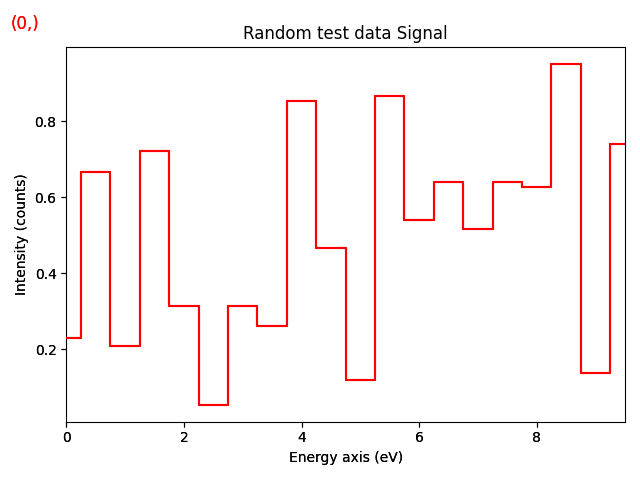 (0,)
Random test data Signal
Intensity (counts)
0.8
0.6
0.4
0.2
0 2 4 6 8
Energy axis (eV)